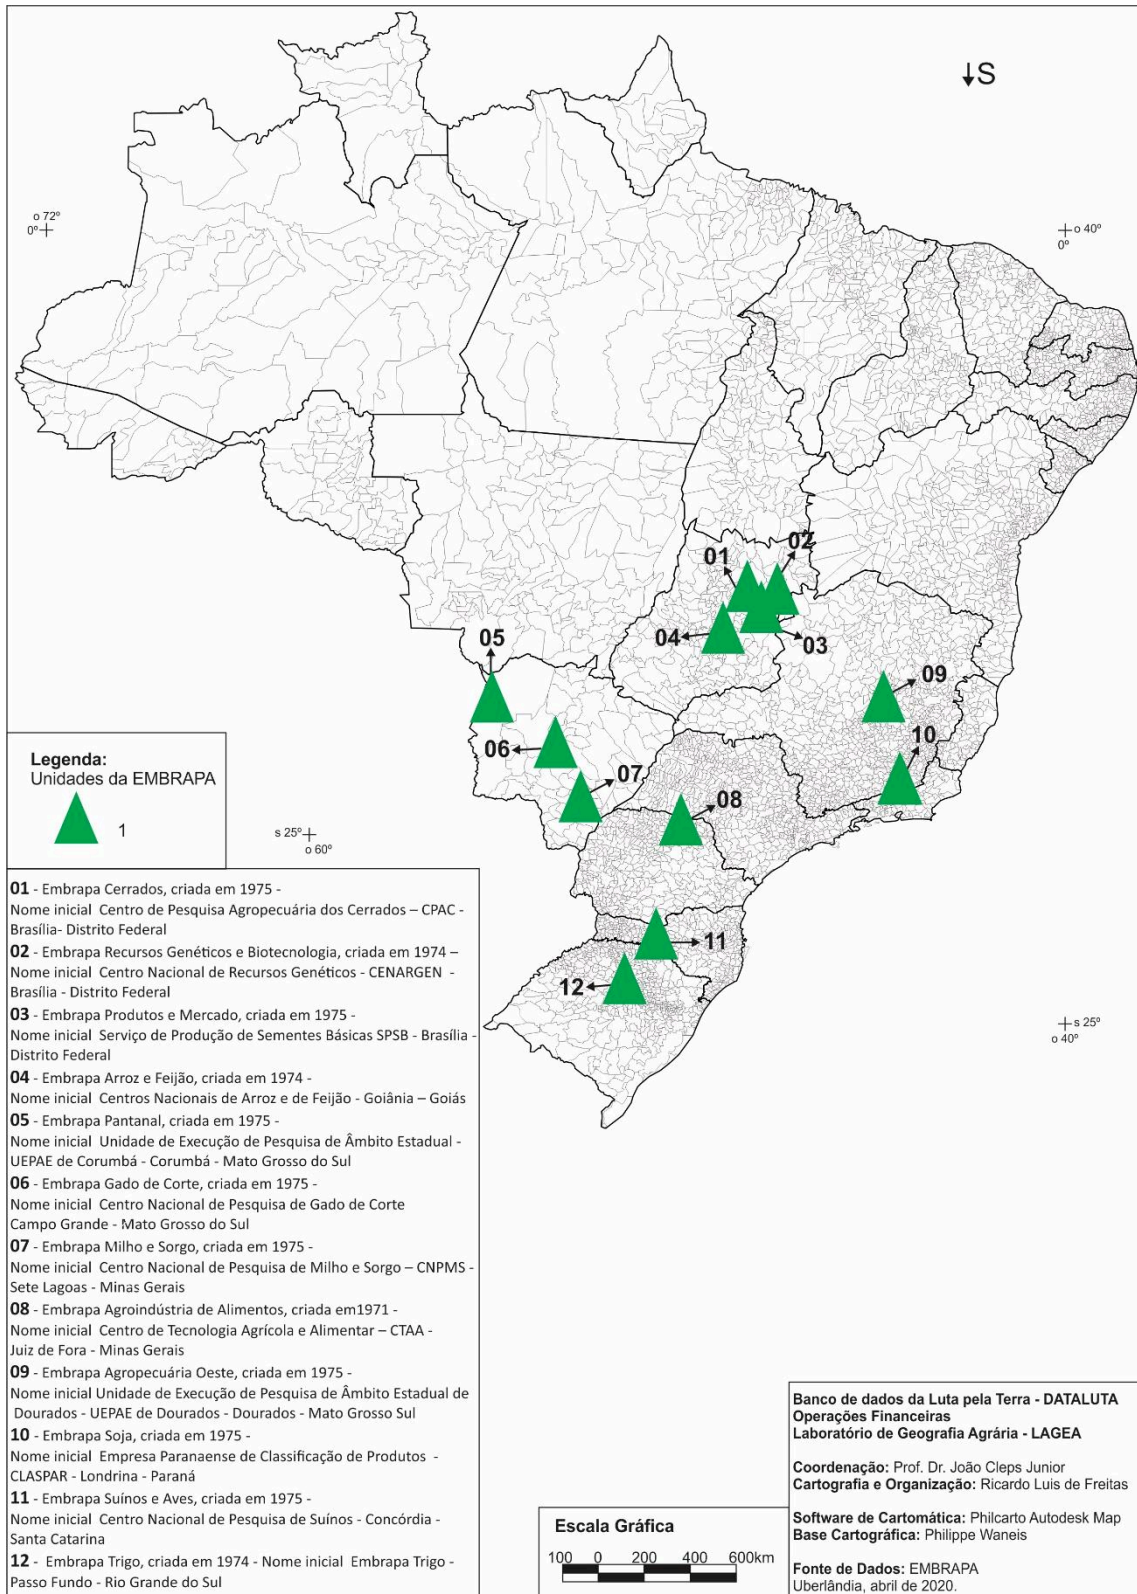 ↓S
o 72º
0º
o 40º
0º
01
02
04
03
05
09
06
10
07
08
11
12
Legenda:
Unidades da EMBRAPA
1
s 25º
o 60º
s 25º
o 40º
01 - Embrapa Cerrados, criada em 1975 -
Nome inicial Centro de Pesquisa Agropecuária dos Cerrados – CPAC -
Brasília- Distrito Federal
02 - Embrapa Recursos Genéticos e Biotecnologia, criada em 1974 –
Nome inicial Centro Nacional de Recursos Genéticos - CENARGEN -
Brasília - Distrito Federal
03 - Embrapa Produtos e Mercado, criada em 1975 -
Nome inicial Serviço de Produção de Sementes Básicas SPSB - Brasília -
Distrito Federal
04 - Embrapa Arroz e Feijão, criada em 1974 -
Nome inicial Centros Nacionais de Arroz e de Feijão - Goiânia – Goiás
05 - Embrapa Pantanal, criada em 1975 -
Nome inicial Unidade de Execução de Pesquisa de Âmbito Estadual -
UEPAE de Corumbá - Corumbá - Mato Grosso do Sul
06 - Embrapa Gado de Corte, criada em 1975 -
Nome inicial Centro Nacional de Pesquisa de Gado de Corte
Campo Grande - Mato Grosso do Sul
07 - Embrapa Milho e Sorgo, criada em 1975 -
Nome inicial Centro Nacional de Pesquisa de Milho e Sorgo – CNPMS -
Sete Lagoas - Minas Gerais
08 - Embrapa Agroindústria de Alimentos, criada em1971 -
Nome inicial Centro de Tecnologia Agrícola e Alimentar – CTAA -
Juiz de Fora - Minas Gerais
09 - Embrapa Agropecuária Oeste, criada em 1975 -
Nome inicial Unidade de Execução de Pesquisa de Âmbito Estadual de
Dourados - UEPAE de Dourados - Dourados - Mato Grosso Sul
10 - Embrapa Soja, criada em 1975 -
Nome inicial Empresa Paranaense de Classificação de Produtos -
CLASPAR - Londrina - Paraná
11 - Embrapa Suínos e Aves, criada em 1975 -
Nome inicial Centro Nacional de Pesquisa de Suínos - Concórdia -
Santa Catarina
12 - Embrapa Trigo, criada em 1974 - Nome inicial Embrapa Trigo -
Passo Fundo - Rio Grande do Sul
Escala Gráfica
100 0 200 400 600km
Banco de dados da Luta pela Terra - DATALUTA
Operações Financeiras
Laboratório de Geografia Agrária - LAGEA
Coordenação: Prof. Dr. João Cleps Junior
Cartografia e Organização: Ricardo Luis de Freitas
Software de Cartomática: Philcarto Autodesk Map
Base Cartográfica: Philippe Waneis
Fonte de Dados: EMBRAPA
Uberlândia, abril de 2020.